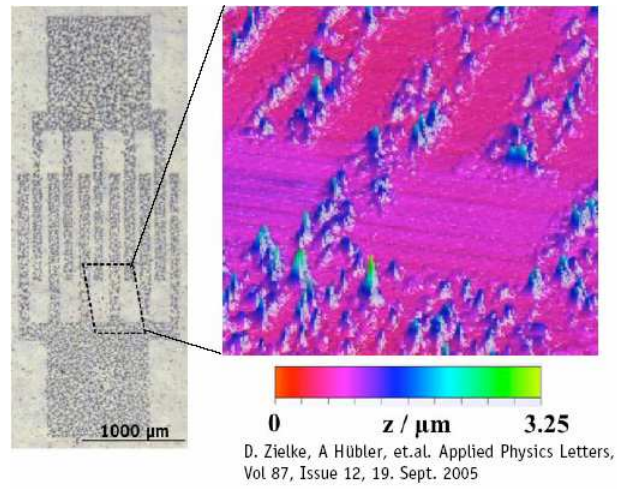 1000 µm
0 z / µm 3.25
D. Zielke, A Hübler, et.al. Applied Physics Letters,
Vol 87, Issue 12, 19. Sept. 2005